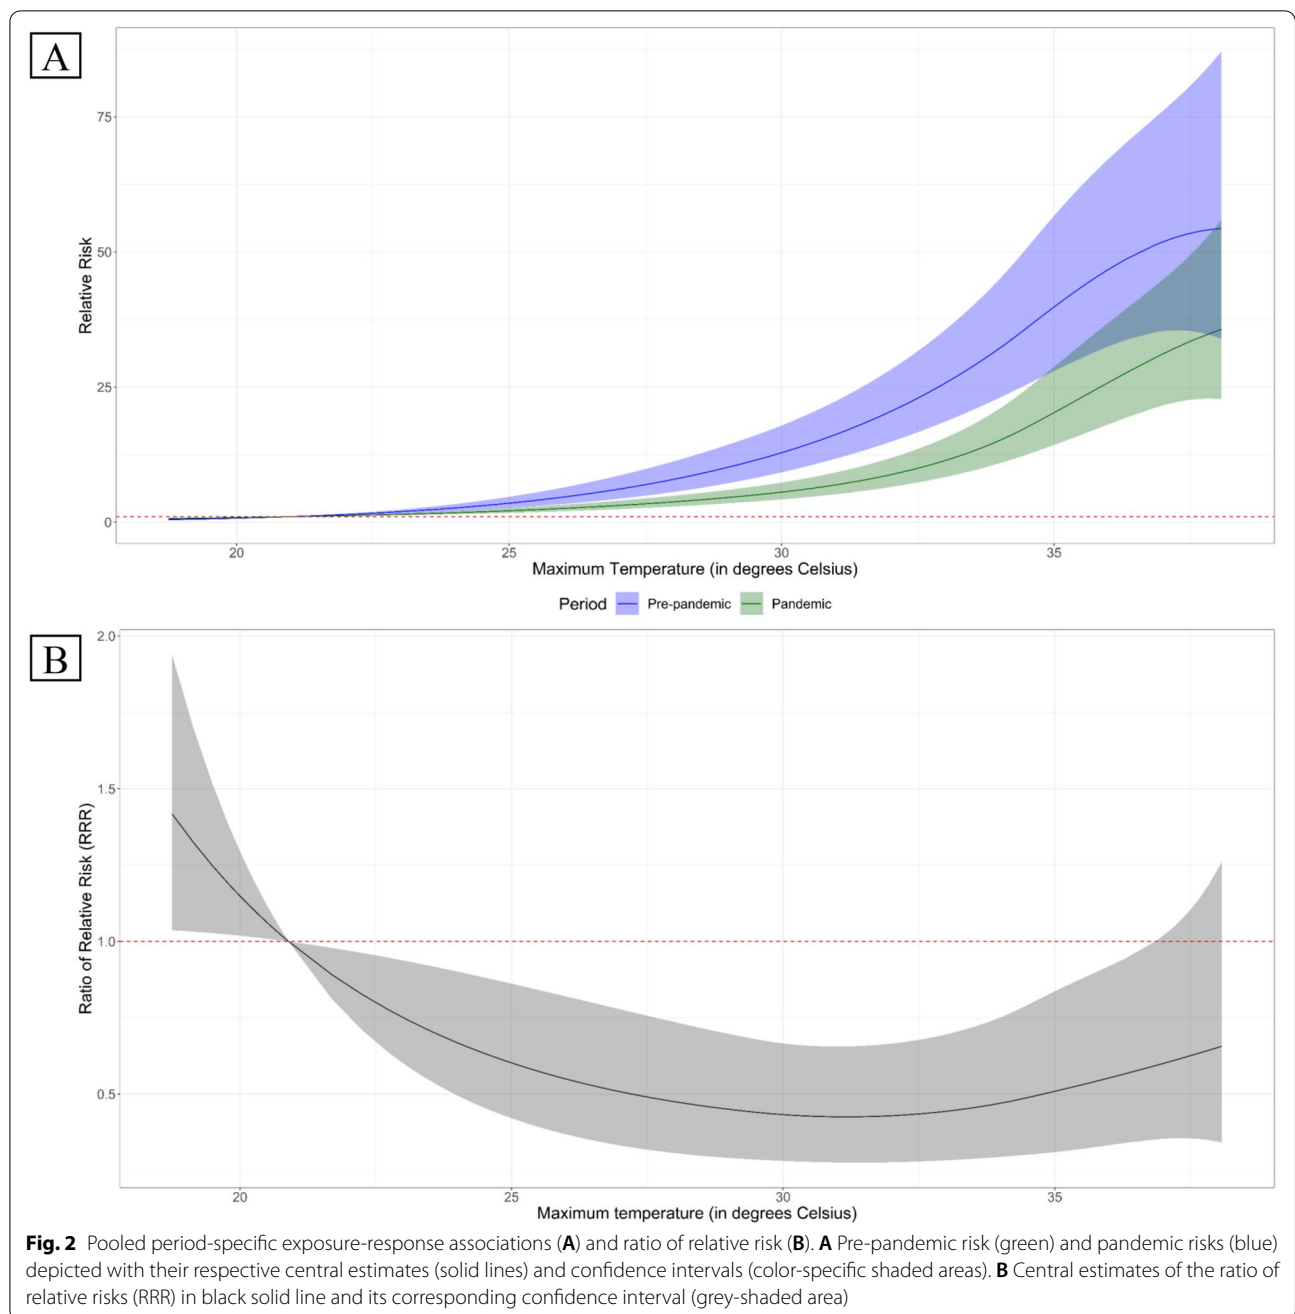 A
75
50
25
0
Relative Risk
20
25
30
35
Maximum Temperature (in degrees Celsius)
Period Pre-pandemic Pandemic
B
2.0
1.5
1.0
0.5
Ratio of Relative Risk (RRR)
20
25
30
35
Maximum temperature (in degrees Celsius)
Fig. 2 Pooled period-specific exposure-response associations (A) and ratio of relative risk (B). A Pre-pandemic risk (green) and pandemic risks (blue)
depicted with their respective central estimates (solid lines) and confidence intervals (color-specific shaded areas). B Central estimates of the ratio of
relative risks (RRR) in black solid line and its corresponding confidence interval (grey-shaded area)